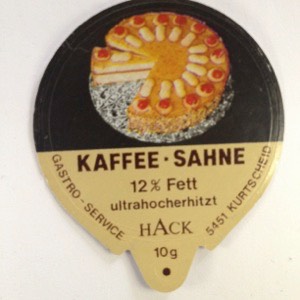 KAFFEE · SAHNE
12% Fett
ultrahocherhitzt
HACK
10g
GASTRO - SERVICE
5451 KURTSCHEID